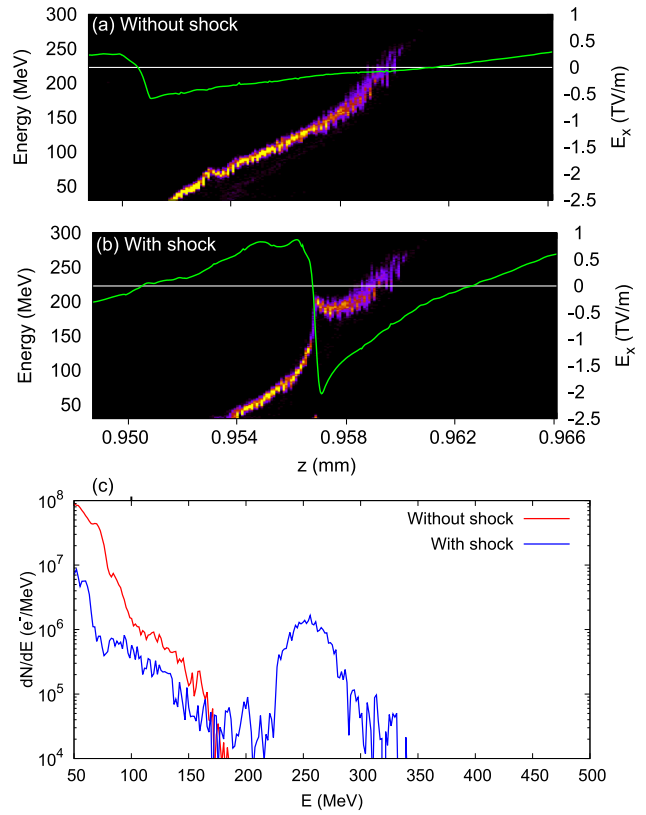 (a) Without shock
300
250
200
150
100
50
Energy (MeV)
1
0.5
0
-0.5
-1
-1.5
-2
-2.5
E_x (TV/m)
(b) With shock
300
250
200
150
100
50
Energy (MeV)
1
0.5
0
-0.5
-1
-1.5
-2
-2.5
E_x (TV/m)
0.950 0.954 0.958 0.962 0.966
z (mm)
(c)
10^8
10^7
10^6
10^5
10^4
dN/dE (e^-/MeV)
Without shock
With shock
50 100 150 200 250 300 350 400 450 500
E (MeV)